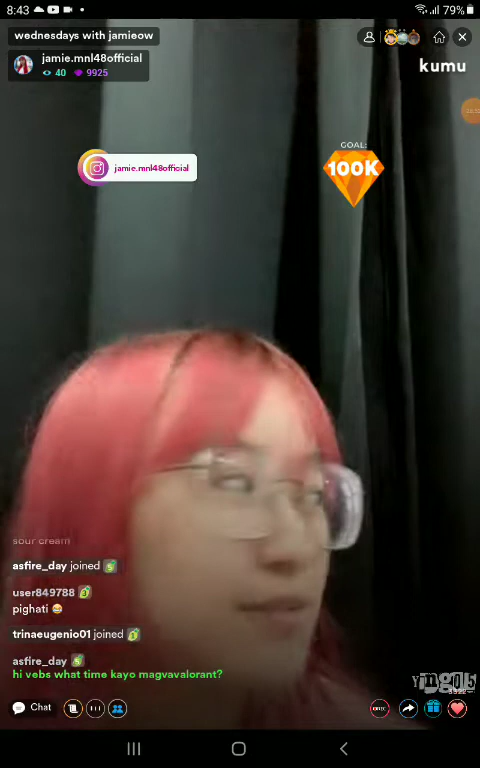 8:43
79%
wednesdays with jamieow
jamie.mnl48official
40 9925
kumu
GOAL:
100K
jamie.mnl48official
sour cream
asfire_day joined
user849788
pighati 😂
trinaeugenio01 joined
asfire_day
hi vebs what time kayo magvavalorant?
Chat